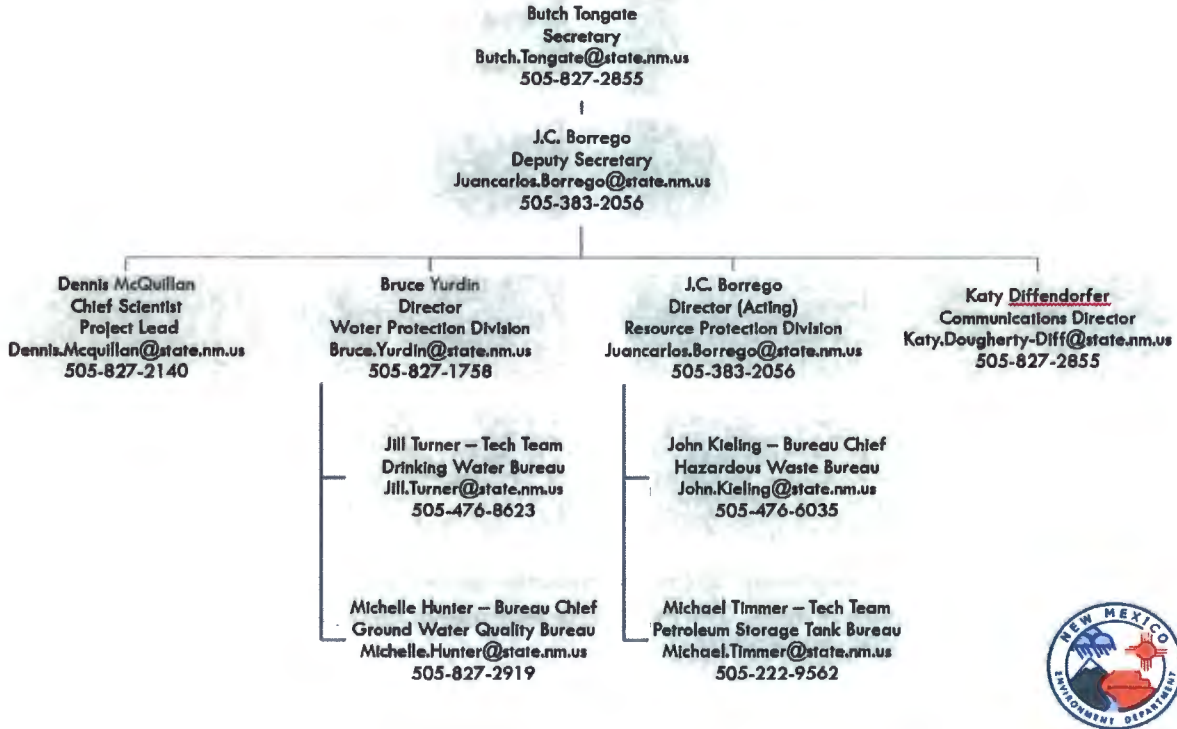 Butch Tongate
Secretary
Butch.Tongate@state.nm.us
505-827-2855
J.C. Borrego
Deputy Secretary
Juancarlos.Borrego@state.nm.us
505-383-2056
Dennis McQuillan
Chief Scientist
Project Lead
Dennis.Mcquillan@state.nm.us
505-827-2140
Bruce Yurdin
Director
Water Protection Division
Bruce.Yurdin@state.nm.us
505-827-1758
J.C. Borrego
Director (Acting)
Resource Protection Division
Juancarlos.Borrego@state.nm.us
505-383-2056
Katy Diffendorfer
Communications Director
Katy.Dougherty-Diff@state.nm.us
505-827-2855
Jill Turner – Tech Team
Drinking Water Bureau
Jill.Turner@state.nm.us
505-476-8623
John Kieling – Bureau Chief
Hazardous Waste Bureau
John.Kieling@state.nm.us
505-476-6035
Michelle Hunter – Bureau Chief
Ground Water Quality Bureau
Michelle.Hunter@state.nm.us
505-827-2919
Michael Timmer – Tech Team
Petroleum Storage Tank Bureau
Michael.Timmer@state.nm.us
505-222-9562
NEW MEXICO
ENVIRONMENT DEPARTMENT